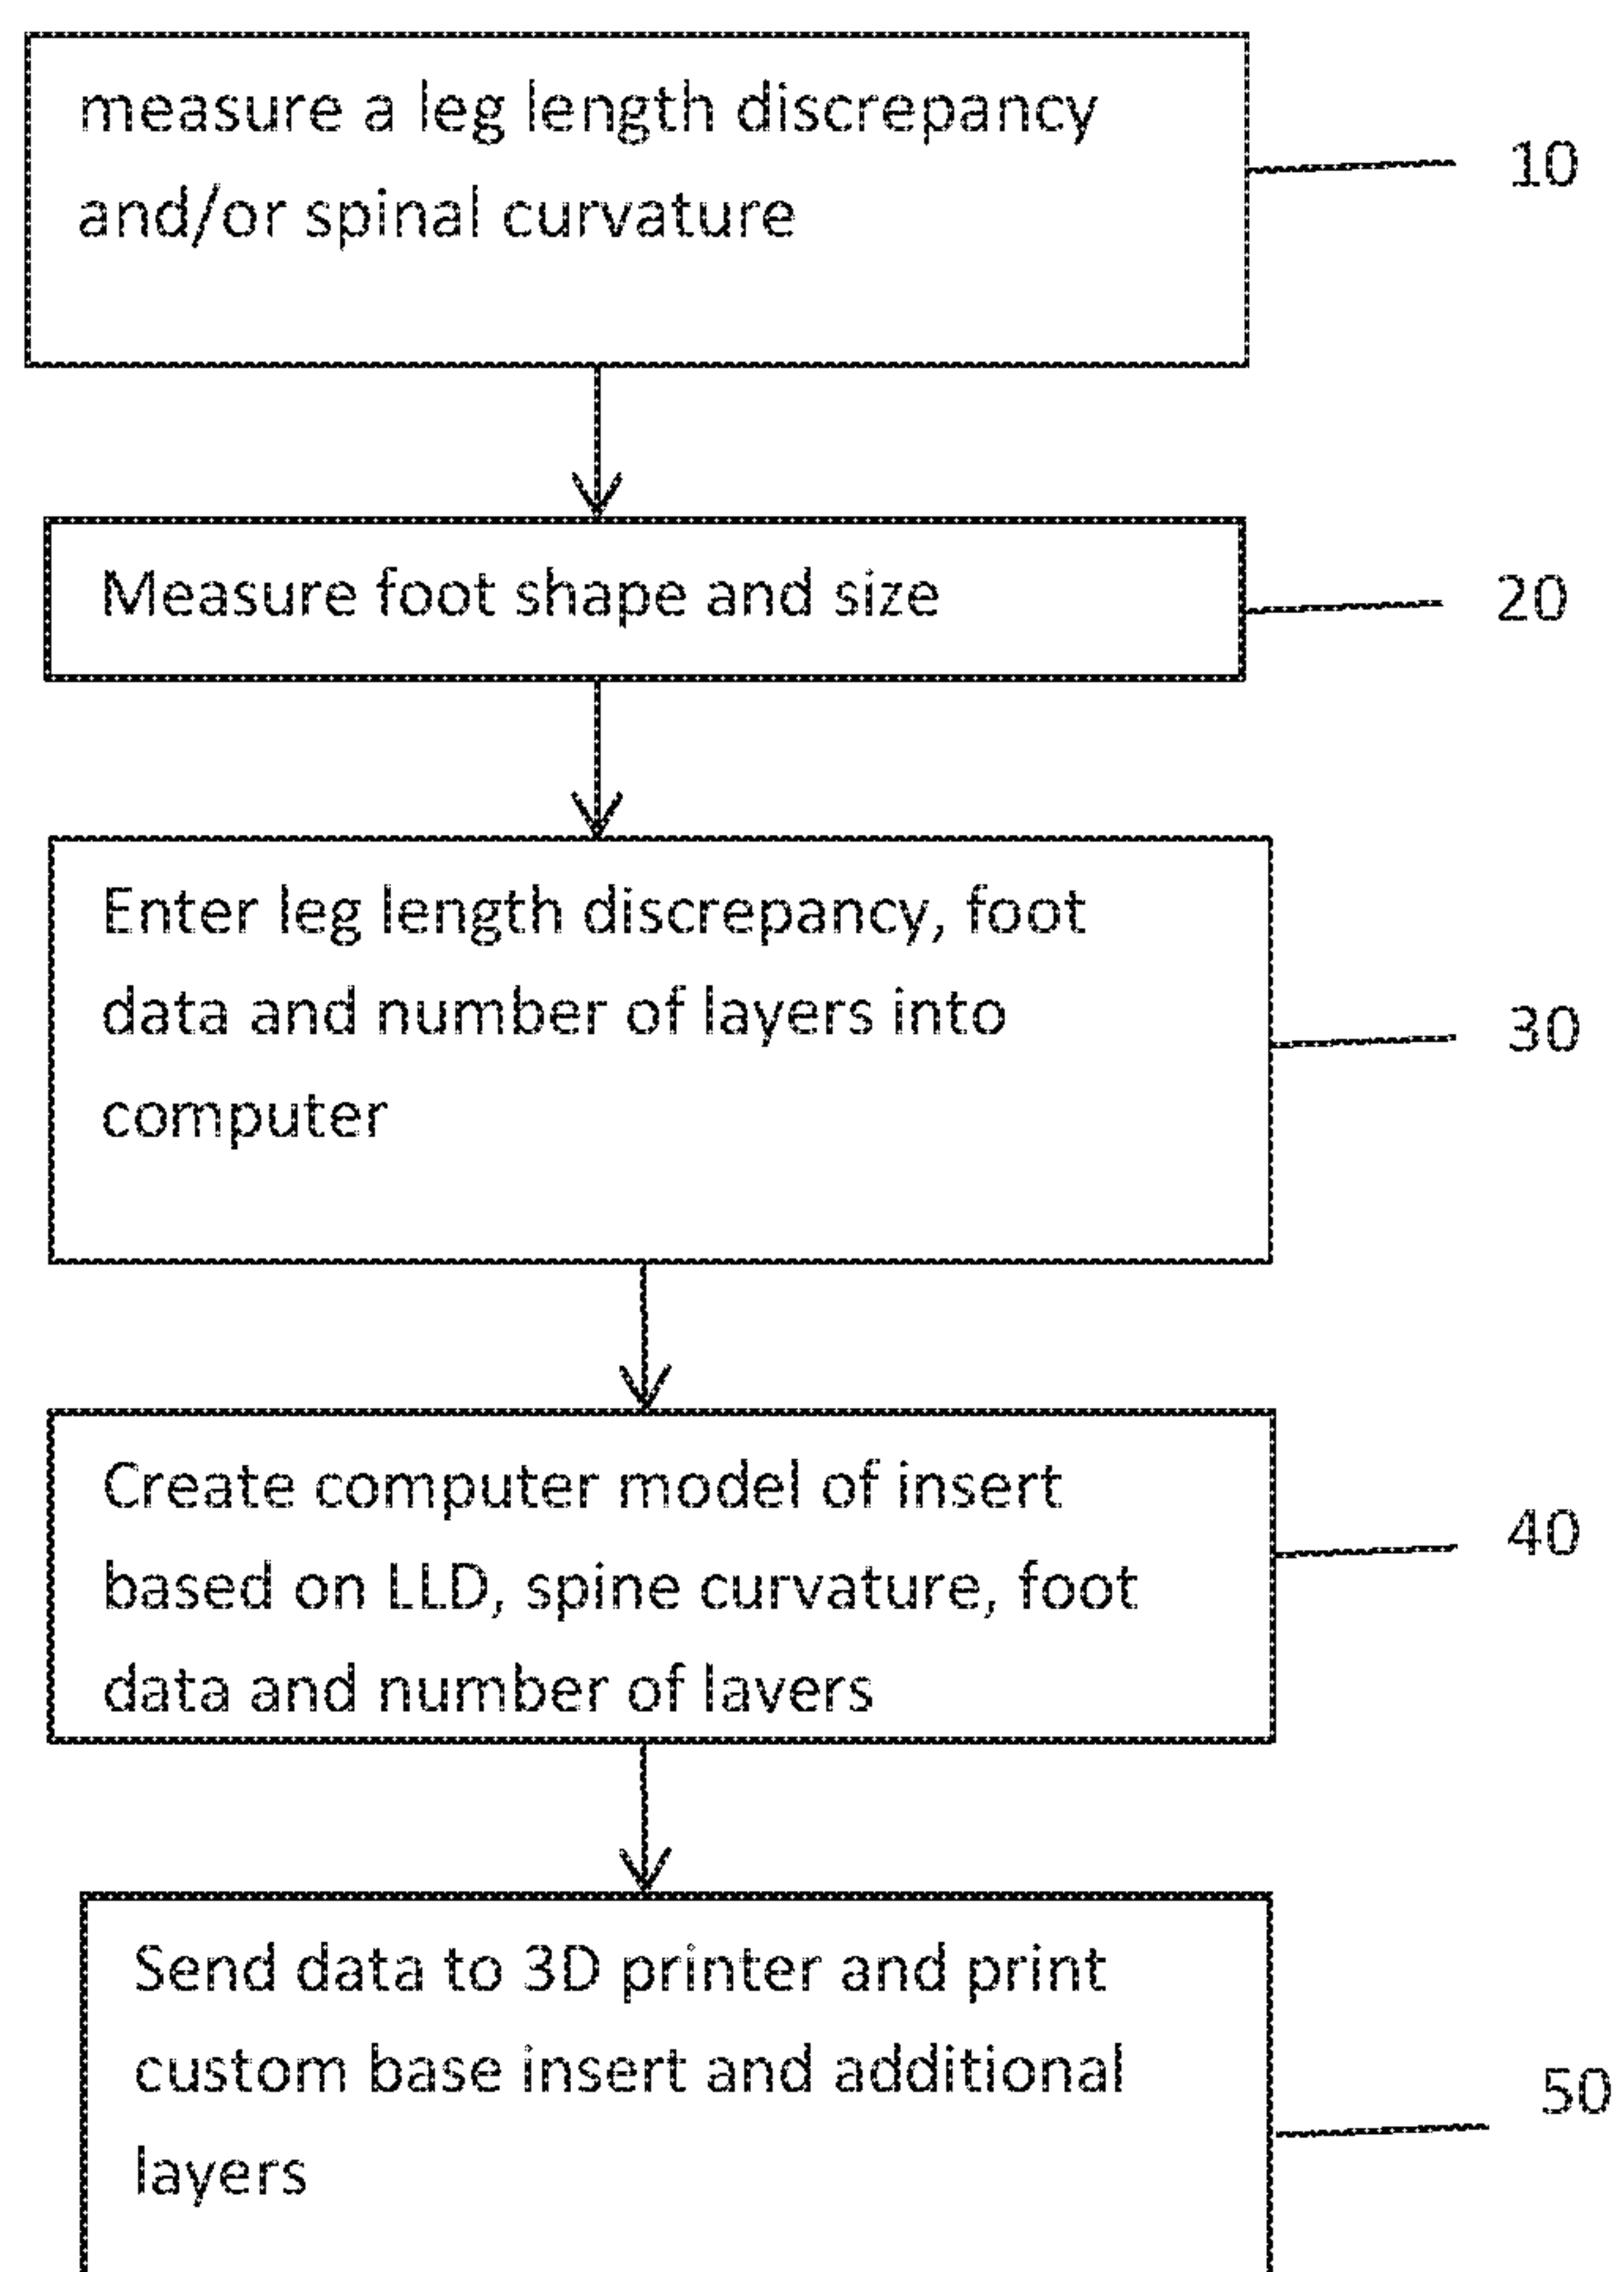 measure a leg length discrepancy
and/or spinal curvature
10
Measure foot shape and size
20
Enter leg length discrepancy, foot
data and number of layers into
computer
30
Create computer model of insert
based on LLD, spine curvature, foot
data and number of layers
40
Send data to 3D printer and print
custom base insert and additional
layers
50